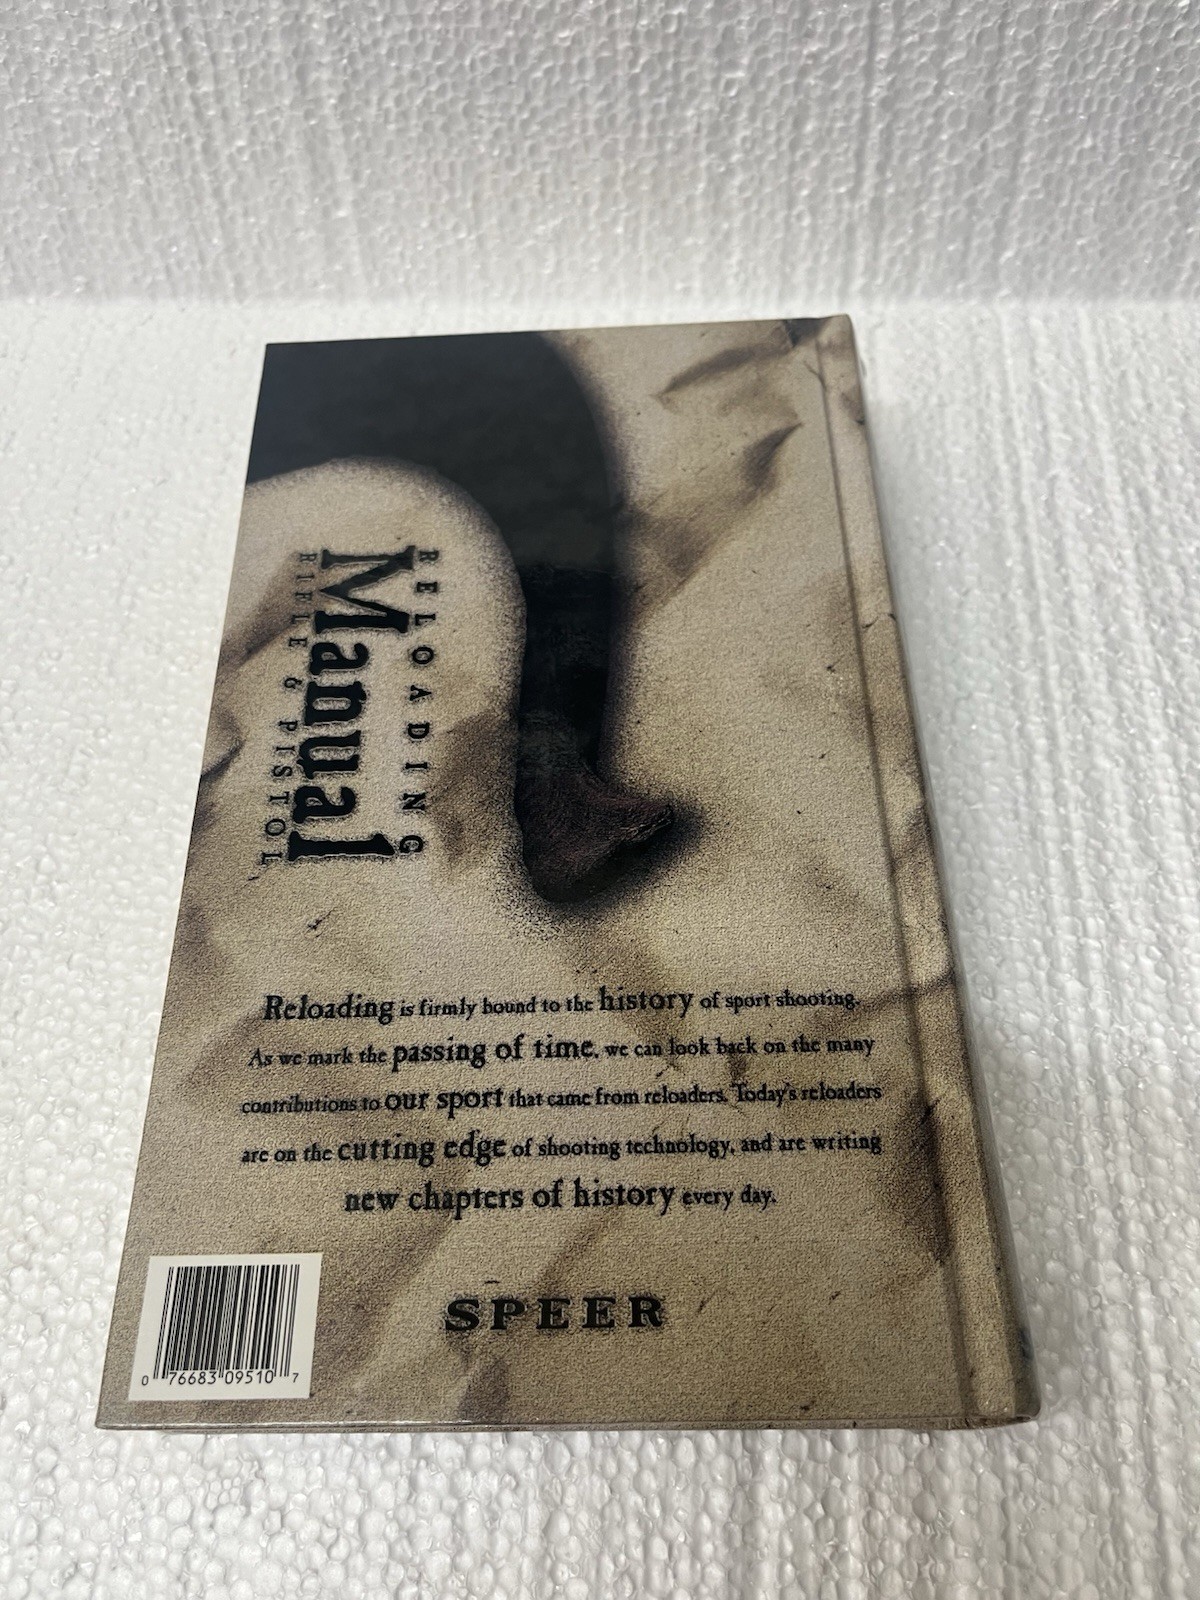 RELOADING
Manual
RIFLE & PISTOL
Reloading is firmly bound to the history of sport shooting.
As we mark the passing of time, we can look back on the many
contributions to our sport that came from reloaders. Today's reloaders
are on the cutting edge of shooting technology, and are writing
new chapters of history every day.
SPEER
0 76683 09510 7